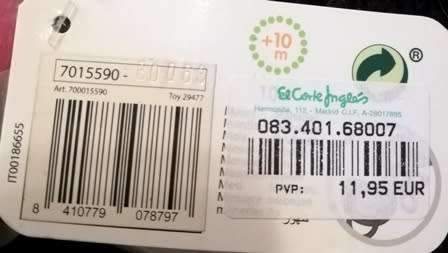 +10
m
®
7015590 -
Art. 700015590
Toy 29477
IT00186655
8 410779 078797
El Corte Inglés
Hermosilla, 112 - Madrid C.I.F. A-28017895
083.401.68007
PVP: 11,95 EUR